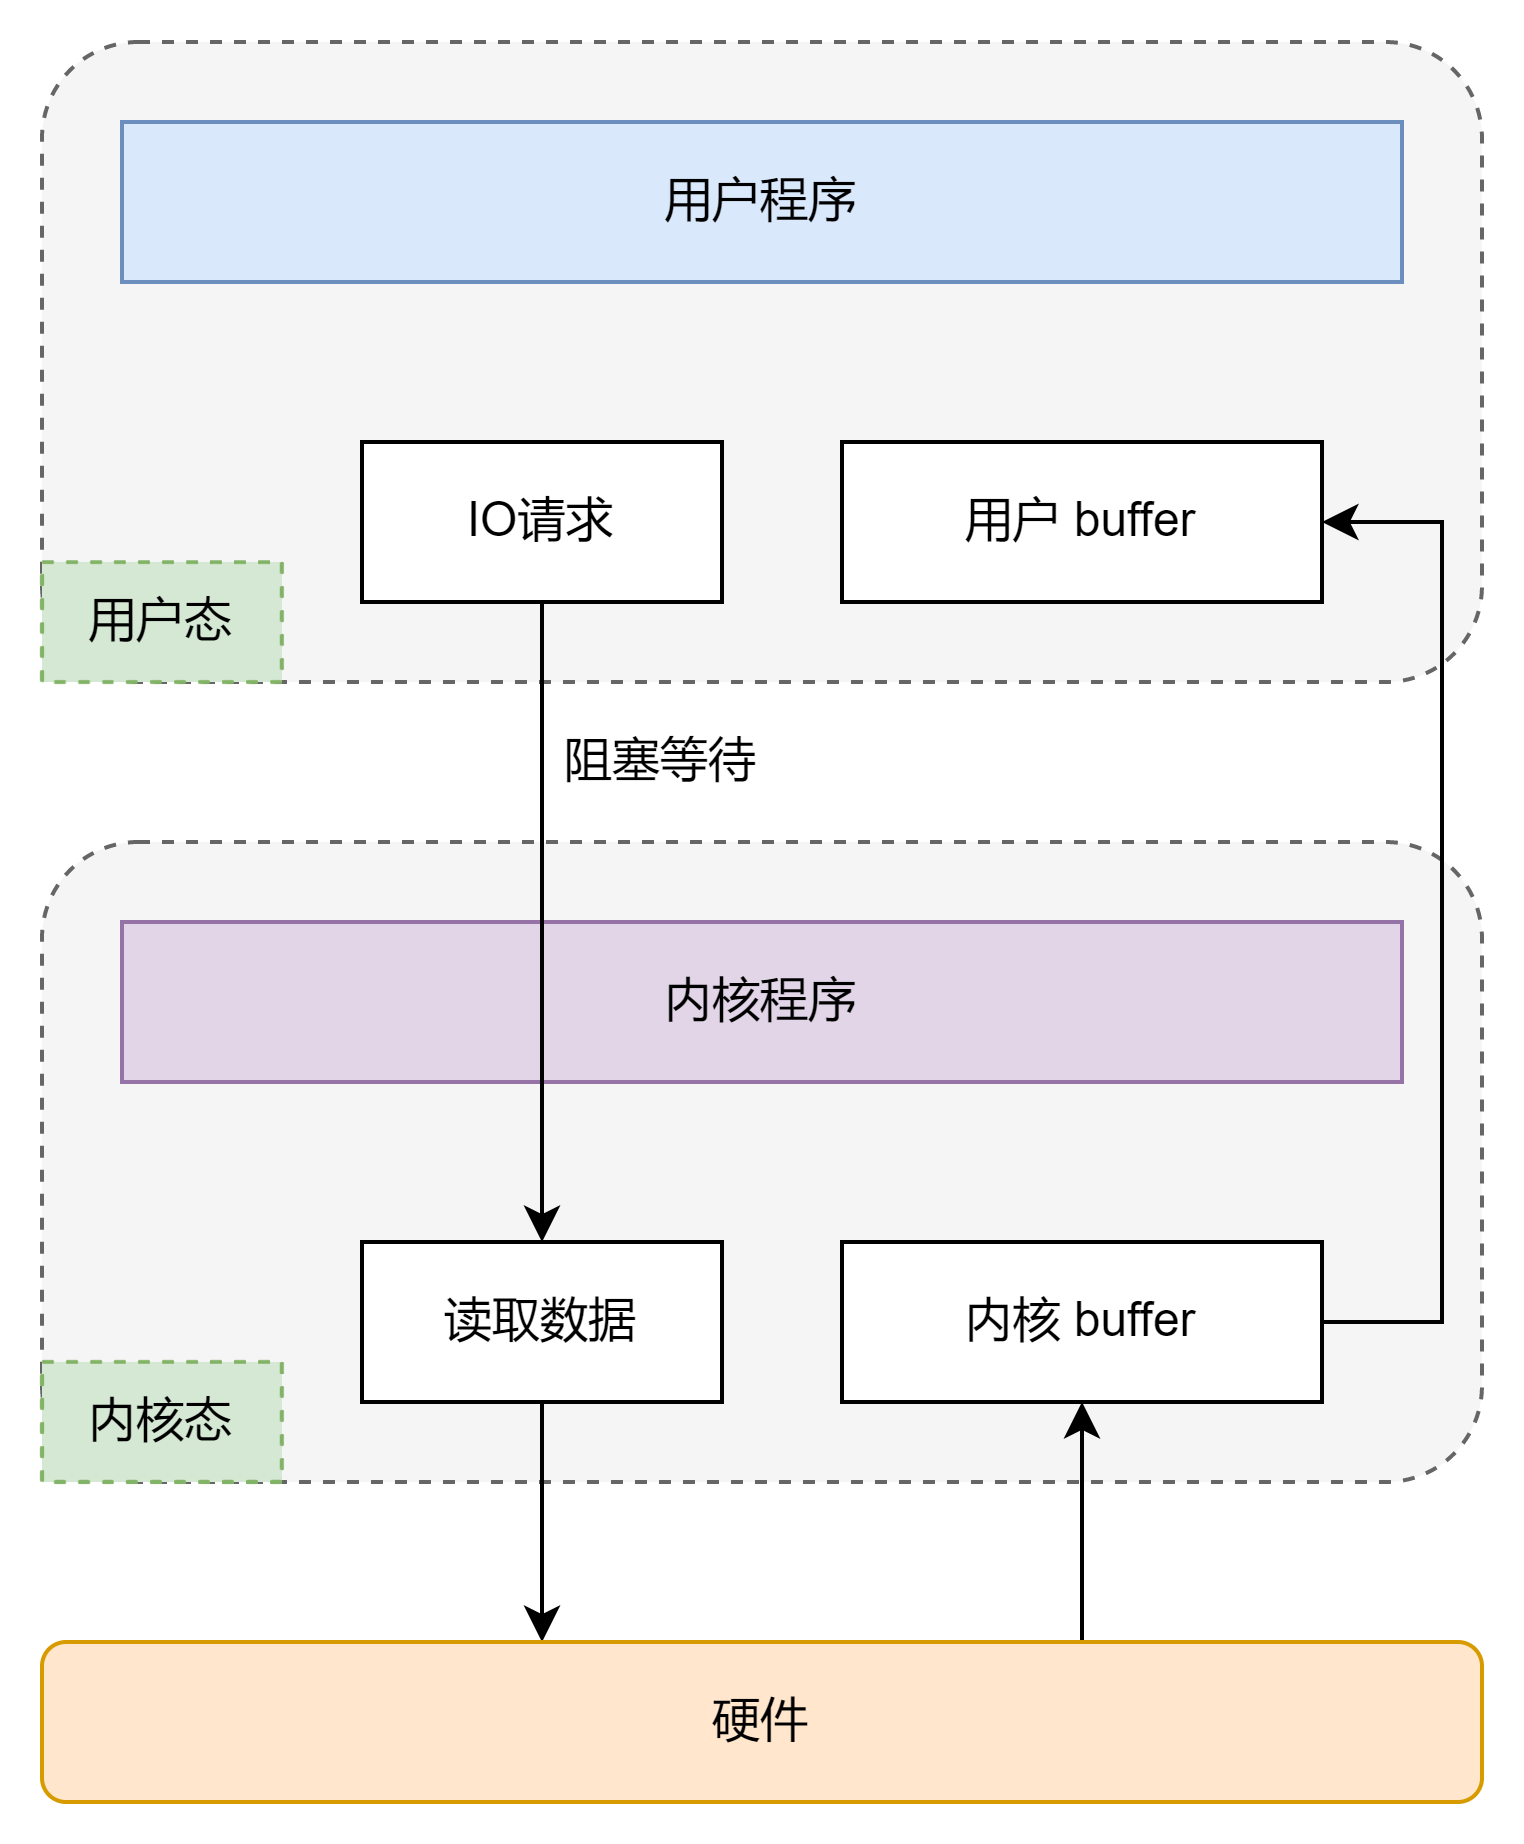 用户程序
IO请求
用户 buffer
用户态
阻塞等待
内核程序
读取数据
内核 buffer
内核态
硬件